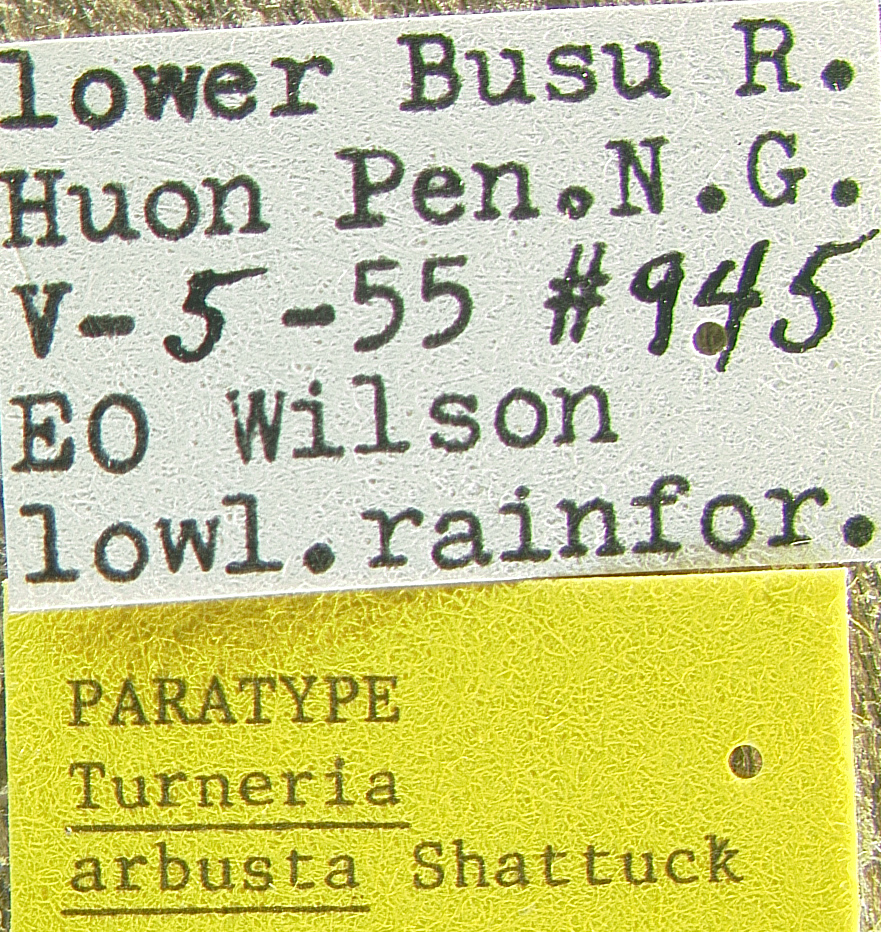 lower Busu R.
Huon Pen.N.G.
V-5-55 #945
EO Wilson
lowl.rainfor.
PARATYPE
Turneria
arbusta Shattuck